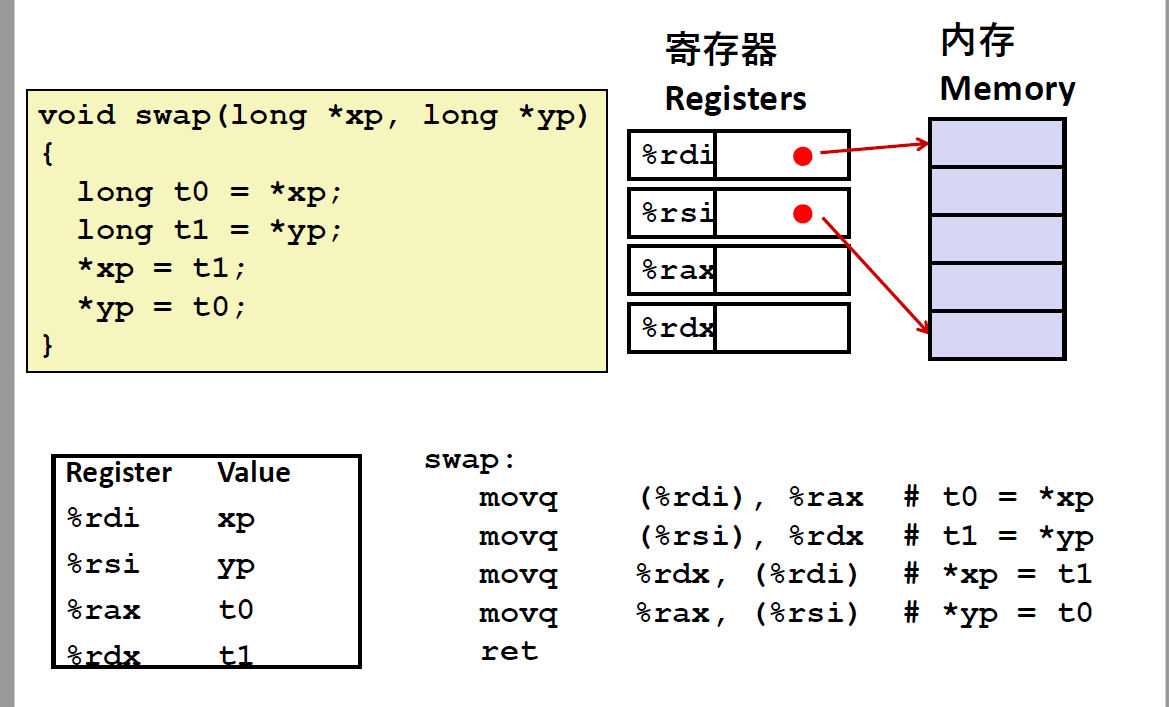 寄存器
Registers
内存
Memory
void swap(long *xp, long *yp)
{
  long t0 = *xp;
  long t1 = *yp;
  *xp = t1;
  *yp = t0;
}
%rdi
%rsi
%rax
%rdx
Register Value
%rdi xp
%rsi yp
%rax t0
%rdx t1
swap:
movq (%rdi), %rax # t0 = *xp
movq (%rsi), %rdx # t1 = *yp
movq %rdx, (%rdi) # *xp = t1
movq %rax, (%rsi) # *yp = t0
ret